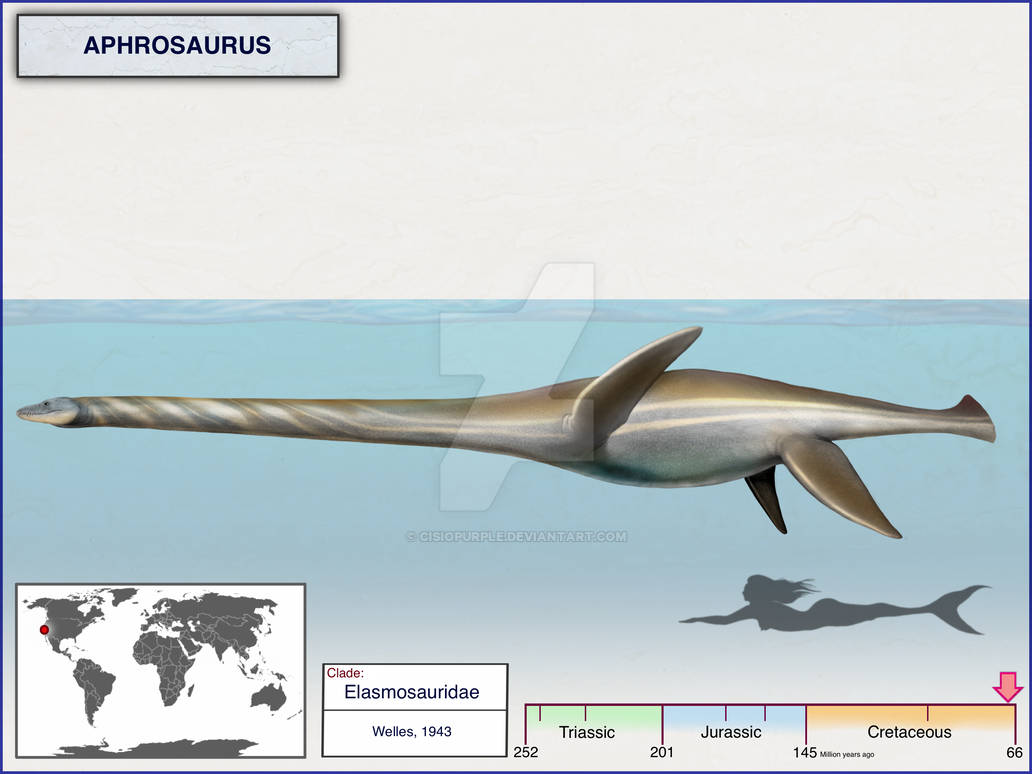 APHROSAURUS
© CISIOPURPLE.DEVIANTART.COM
Clade:
Elasmosauridae
Welles, 1943
Triassic
Jurassic
Cretaceous
252
201
145
Million years ago
66